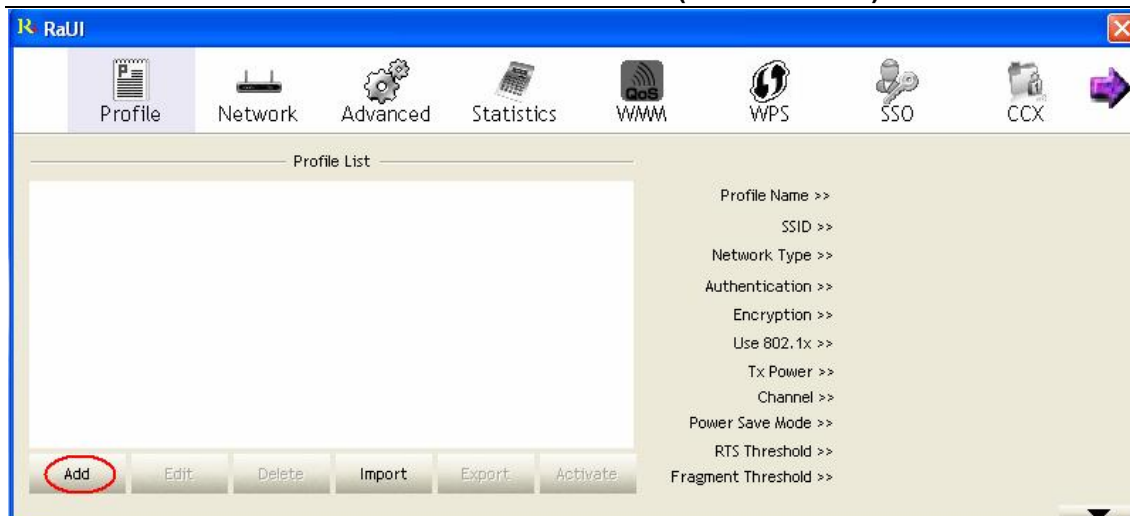 RaUI
Profile Network Advanced Statistics QoS WMM WPS SSO CCX
Profile List
Profile Name >>
SSID >>
Network Type >>
Authentication >>
Encryption >>
Use 802.1x >>
Tx Power >>
Channel >>
Power Save Mode >>
RTS Threshold >>
Fragment Threshold >>
Add Edit Delete Import Export Activate